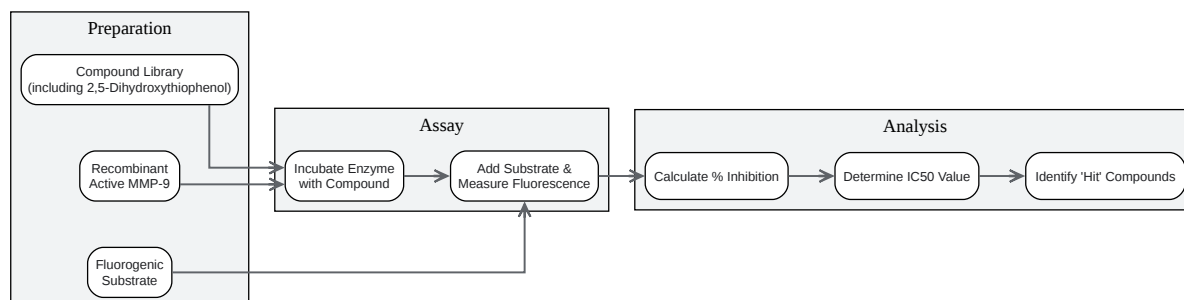 Preparation
Compound Library
(including 2,5-Dihydroxythiophenol)
Recombinant
Active MMP-9
Fluorogenic
Substrate
Assay
Incubate Enzyme
with Compound
Add Substrate &
Measure Fluorescence
Analysis
Calculate % Inhibition
Determine IC50 Value
Identify 'Hit' Compounds